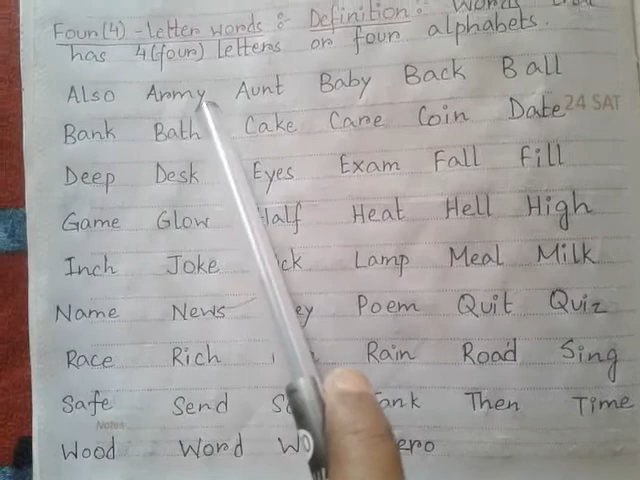 Four(4) - letter words : Definition : Words that
has 4(four) letters or four alphabets.
Also Army Aunt Baby Back Ball
Bank Bath Cake Care Coin Date 24 SAT
Deep Desk Eyes Exam Fall Fill
Game Glow Half Heat Hell High
Inch Joke Lamp Meal Milk
Name News Poem Quit Quiz
Race Rich Rain Road Sing
Safe Send Tank Then Time
Notes
Wood Word Zero